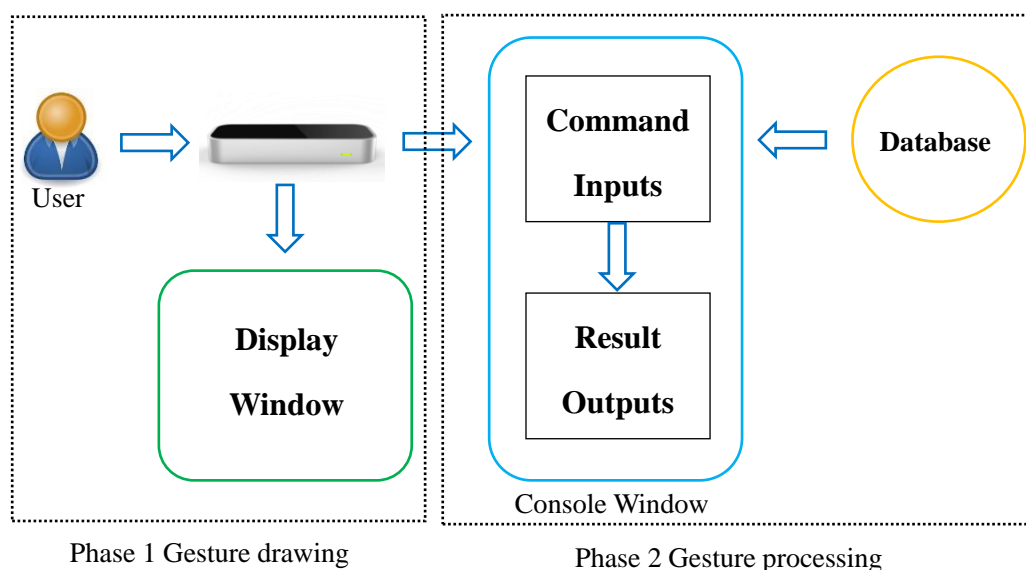 User
Display
Window
Phase 1 Gesture drawing
Command
Inputs
Result
Outputs
Console Window
Database
Phase 2 Gesture processing